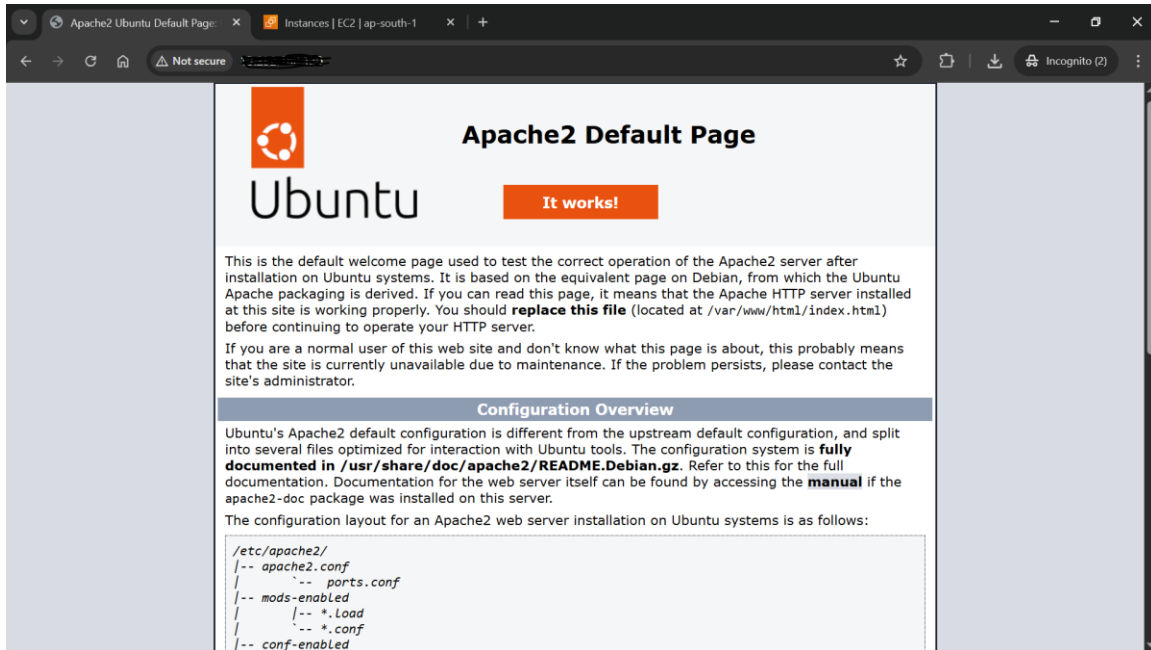 Apache2 Ubuntu Default Page:
Instances | EC2 | ap-south-1
Not secure
Incognito (2)
Apache2 Default Page
Ubuntu
It works!
This is the default welcome page used to test the correct operation of the Apache2 server after
installation on Ubuntu systems. It is based on the equivalent page on Debian, from which the Ubuntu
Apache packaging is derived. If you can read this page, it means that the Apache HTTP server installed
at this site is working properly. You should replace this file (located at /var/www/html/index.html)
before continuing to operate your HTTP server.
If you are a normal user of this web site and don't know what this page is about, this probably means
that the site is currently unavailable due to maintenance. If the problem persists, please contact the
site's administrator.
Configuration Overview
Ubuntu's Apache2 default configuration is different from the upstream default configuration, and split
into several files optimized for interaction with Ubuntu tools. The configuration system is fully
documented in /usr/share/doc/apache2/README.Debian.gz. Refer to this for the full
documentation. Documentation for the web server itself can be found by accessing the manual if the
apache2-doc package was installed on this server.
The configuration layout for an Apache2 web server installation on Ubuntu systems is as follows:
/etc/apache2/
|-- apache2.conf
|       `--  ports.conf
|-- mods-enabled
|       |-- *.load
|       `-- *.conf
|-- conf-enabled